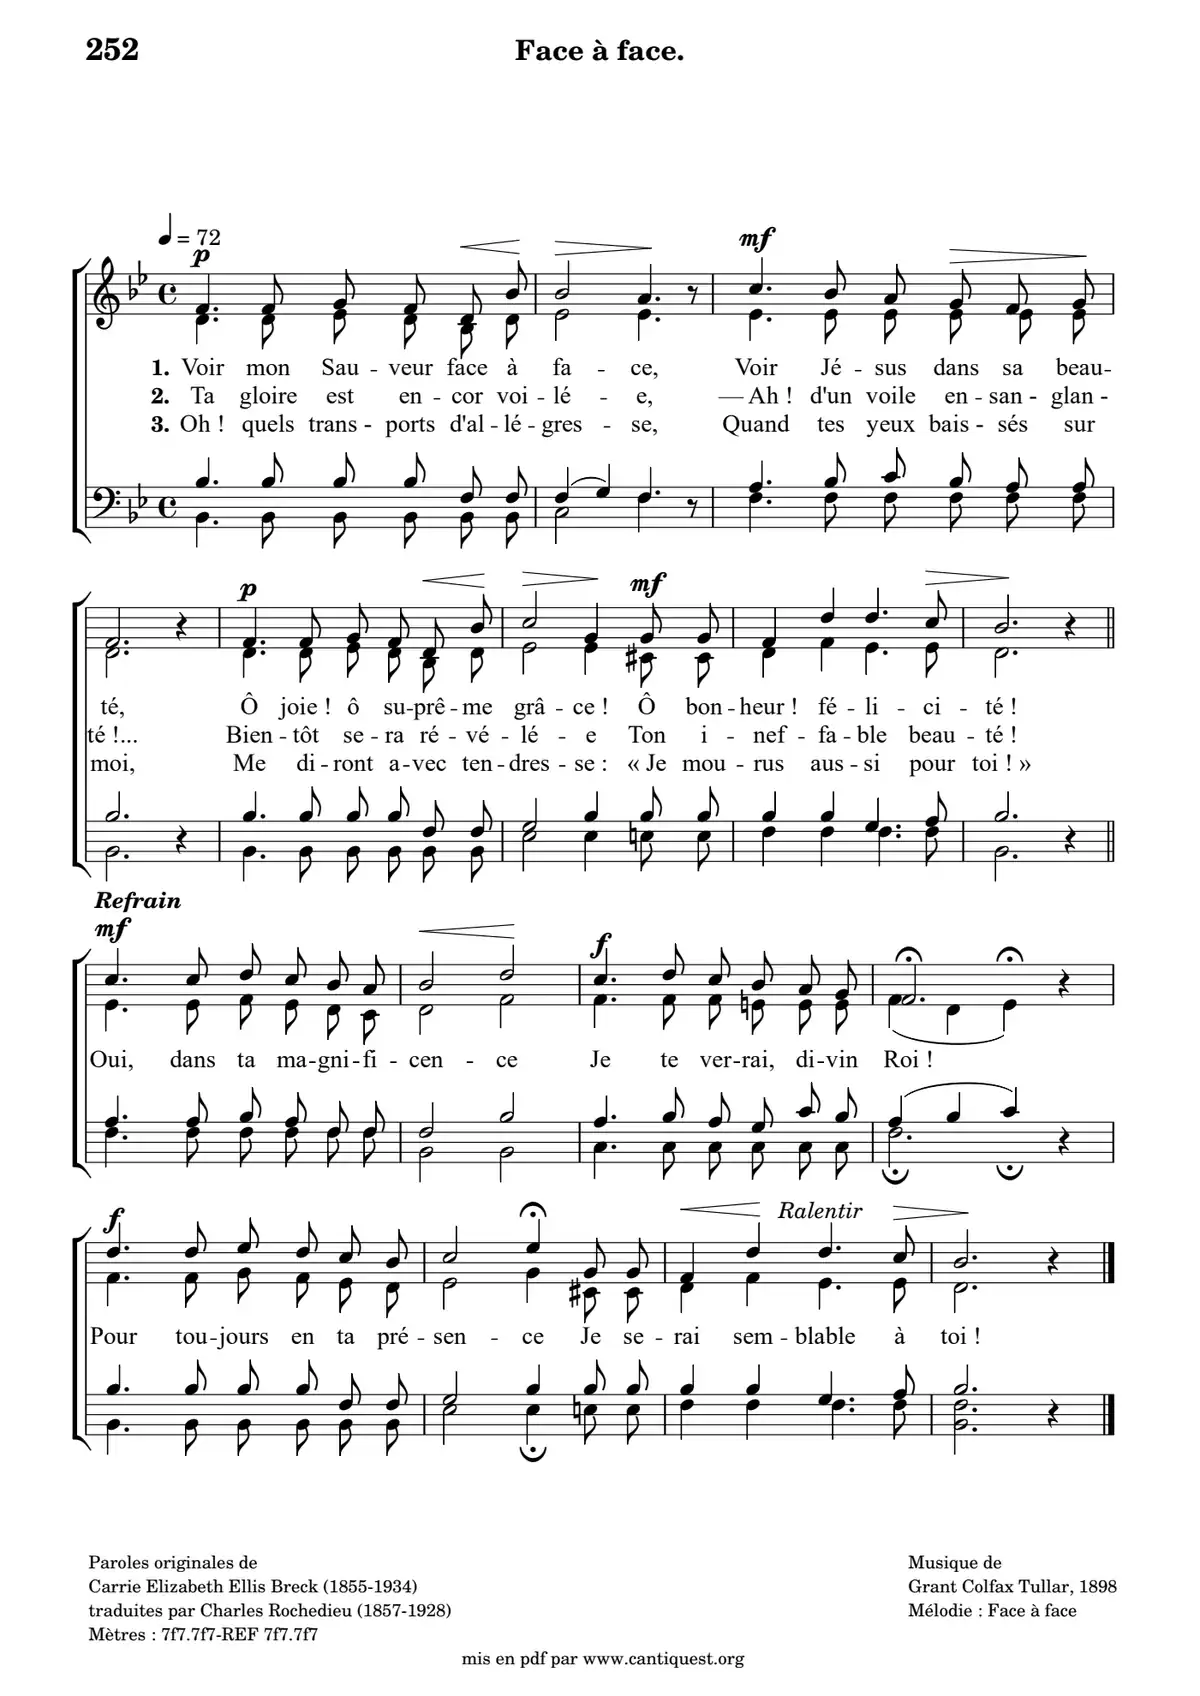 252
Face à face.
= 72
p
mf
1. Voir mon Sau - veur face à fa - ce, Voir Jé - sus dans sa beau-
2. Ta gloire est en - cor voi - lé - e, — Ah ! d'un voile en - san - glan -
3. Oh ! quels trans - ports d'al - lé - gres - se, Quand tes yeux bais - sés sur
p
mf
té, Ô joie ! ô su - prê - me grâ - ce ! Ô bon - heur ! fé - li - ci - té !
té !... Bien - tôt se - ra ré - vé - lé - e Ton i - nef - fa - ble beau - té !
moi, Me di - ront a - vec ten - dres - se : « Je mou - rus aus - si pour toi ! »
Refrain
mf
f
Oui, dans ta ma - gni - fi - cen - ce Je te ver - rai, di - vin Roi !
f
Ralentir
Pour tou - jours en ta pré - sen - ce Je se - rai sem - blable à toi !
Paroles originales de
Carrie Elizabeth Ellis Breck (1855-1934)
traduites par Charles Rochedieu (1857-1928)
Mètres : 7f7.7f7-REF 7f7.7f7
Musique de
Grant Colfax Tullar, 1898
Mélodie : Face à face
mis en pdf par www.cantiquest.org